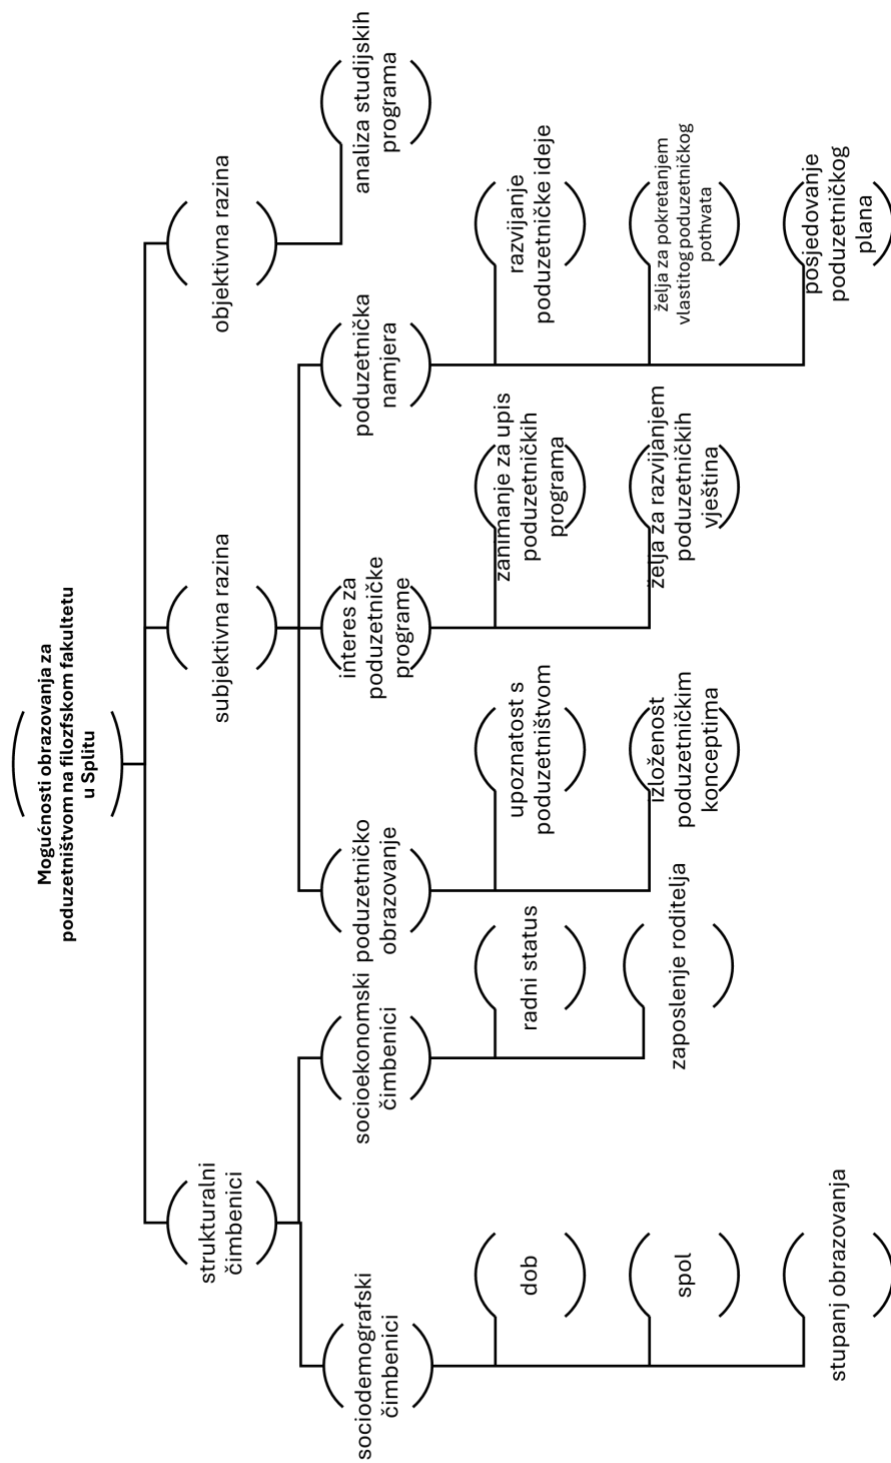 Mogućnosti obrazovanja za
poduzetništvom na filozfskom fakultetu
u Splitu
strukturalni
čimbenici
subjektivna razina
objektivna razina
sociodemografski
čimbenici
socioekonomski
čimbenici
poduzetničko
obrazovanje
interes za
poduzetničke
programe
poduzetnička
namjera
analiza studijskih
programa
dob
radni status
upoznatost s
poduzetništvom
zanimanje za upis
poduzetničkih
programa
razvijanje
poduzetničke ideje
spol
zaposlenje roditelja
izloženost
poduzetničkim
konceptima
želja za razvijanjem
poduzetničkih
vještina
želja za pokretanjem
vlastitog poduzetničkog
pothvata
stupanj obrazovanja
posjedovanje
poduzetničkog
plana